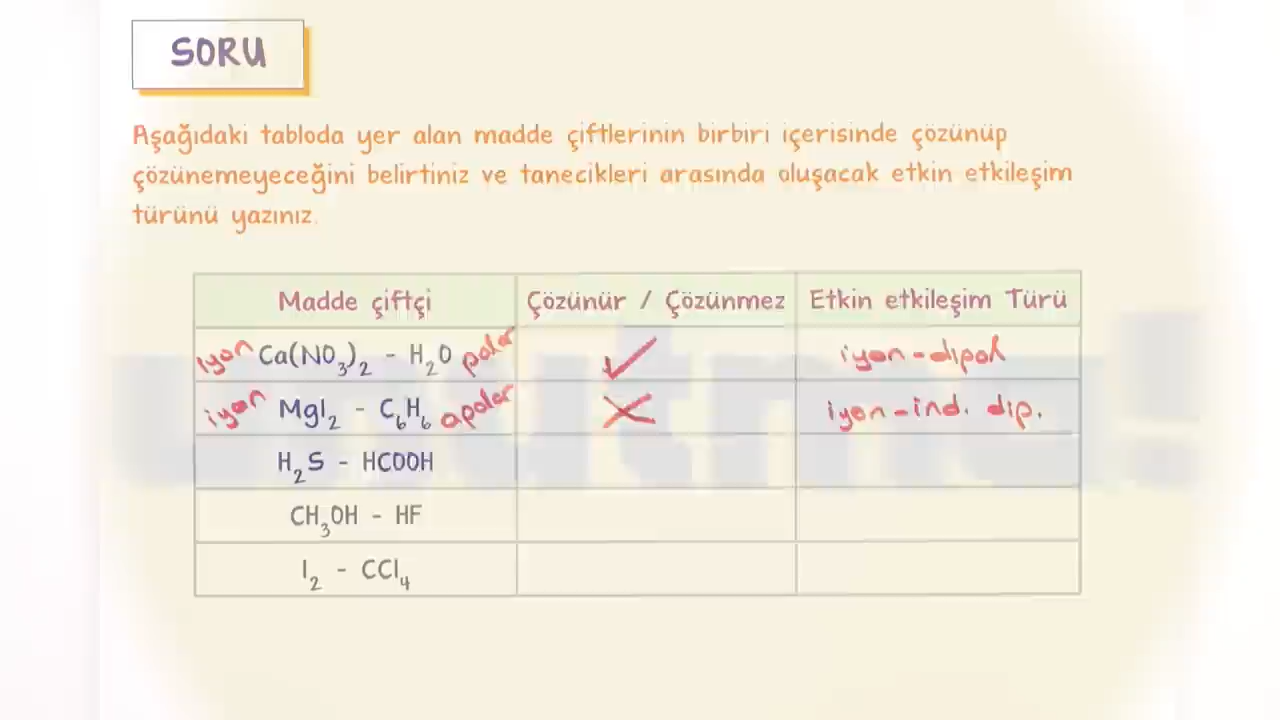 SORU
Aşağıdaki tabloda yer alan madde çiftlerinin birbiri içerisinde çözünüp
çözünemeyeceğini belirtiniz ve tanecikleri arasında oluşacak etkin etkileşim
türünü yazınız.
Madde çiftçi Çözünür / Çözünmez Etkin etkileşim Türü
iyon Ca(NO₃)₂ - H₂O polar ✓ iyon-dipol
iyon MgI₂ - C₆H₆ apolar ✗ iyon-ind. dip.
H₂S - HCOOH
CH₃OH - HF
I₂ - CCl₄